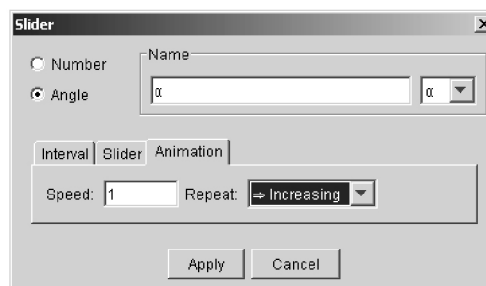 Slider
Number
Angle
Name
α
α
Interval Slider Animation
Speed: 1 Repeat: ⇒ Increasing
Apply Cancel